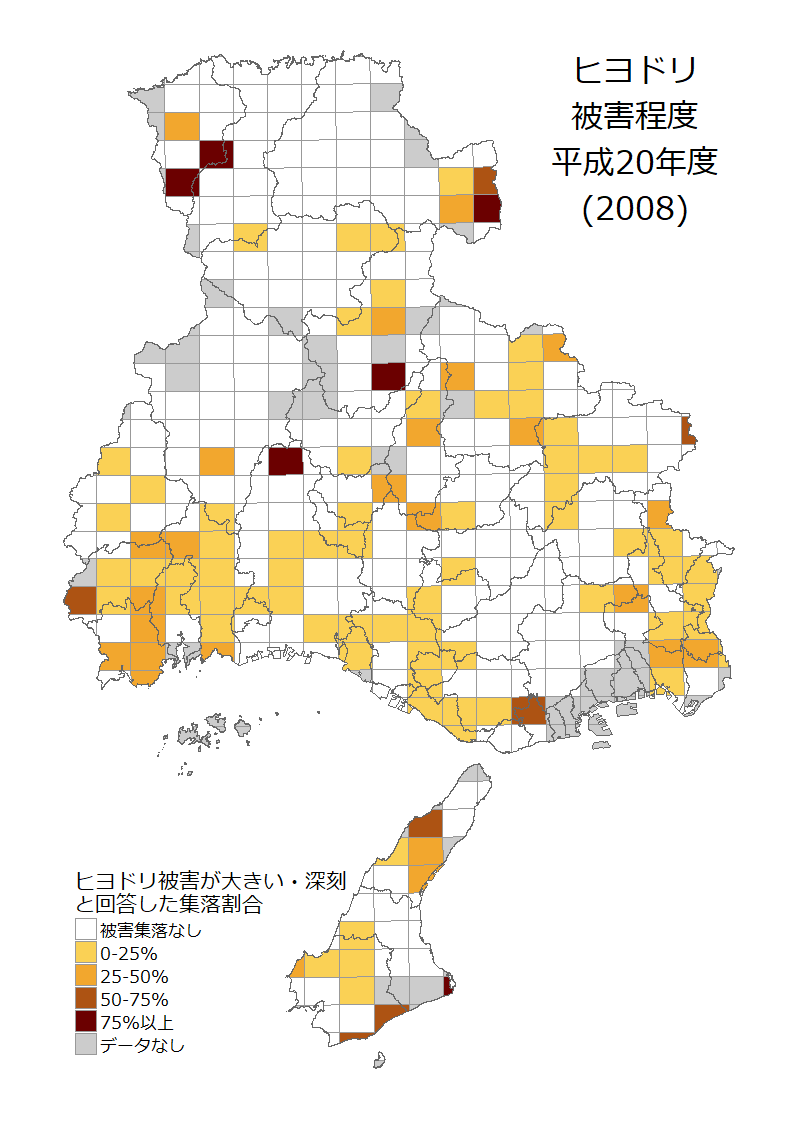 ヒヨドリ
被害程度
平成20年度
(2008)
ヒヨドリ被害が大きい・深刻
と回答した集落割合
被害集落なし
0-25%
25-50%
50-75%
75%以上
データなし